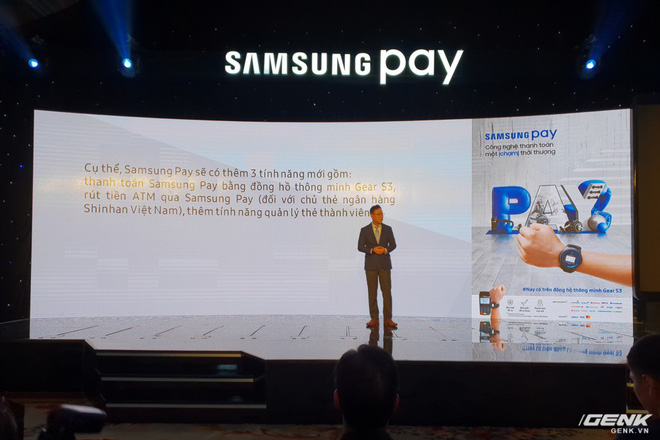 SAMSUNG pay
Cụ thể, Samsung Pay sẽ có thêm 3 tính năng mới gồm:
thanh toán Samsung Pay bằng đồng hồ thông minh Gear S3,
rút tiền ATM qua Samsung Pay (đối với chủ thẻ ngân hàng
Shinhan Việt Nam), thêm tính năng quản lý thẻ thành viên
SAMSUNG pay
Công nghệ thanh toán
một |chạm| thời thượng
PAY
#Nay có trên đồng hồ thông minh Gear S3
GENK
GENK.VN